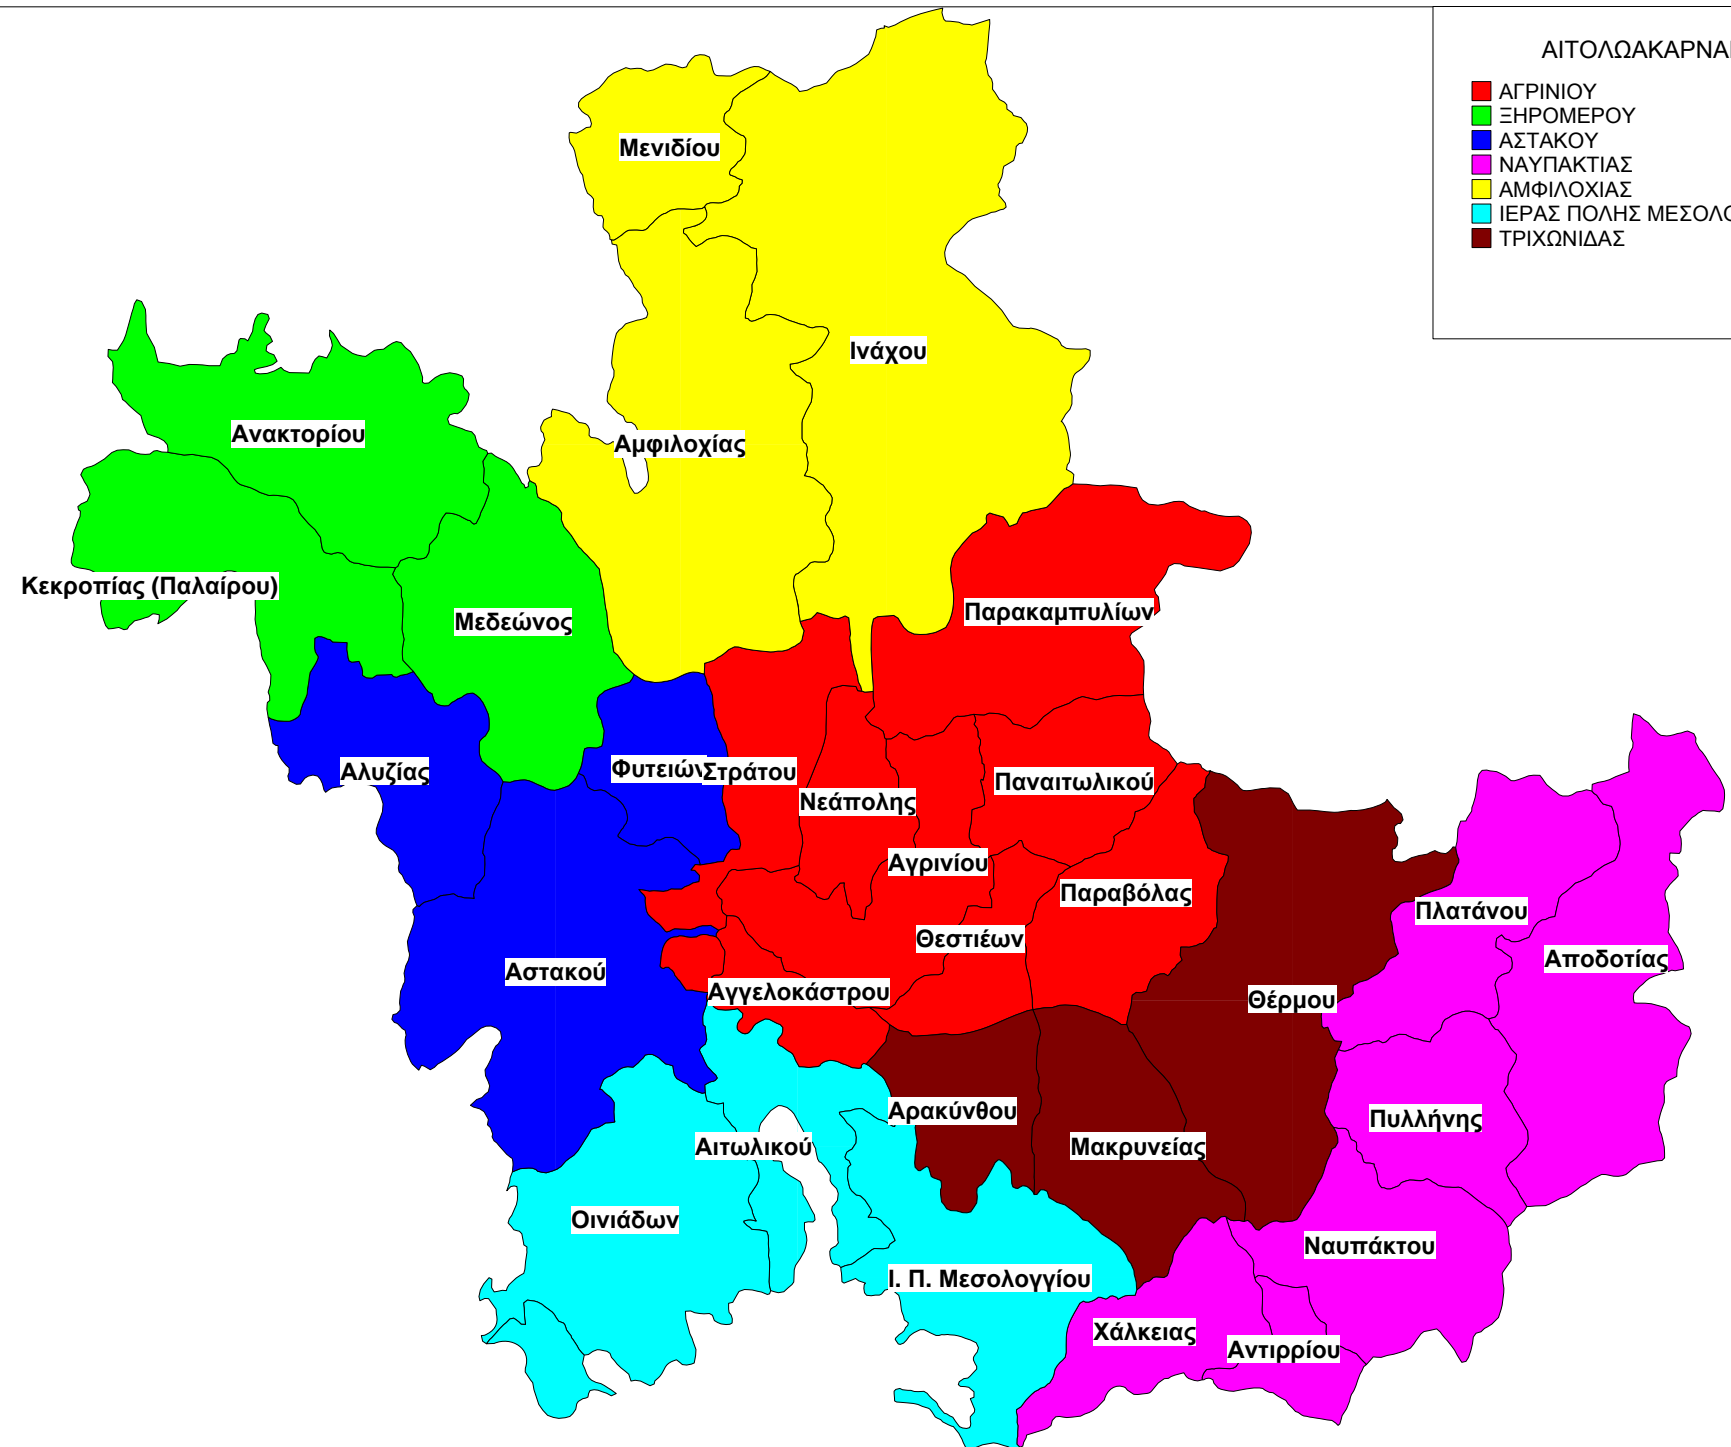 ΑΙΤΟΛΩΑΚΑΡΝΑ
ΑΓΡΙΝΙΟΥ
ΞΗΡΟΜΕΡΟΥ
ΑΣΤΑΚΟΥ
ΝΑΥΠΑΚΤΙΑΣ
ΑΜΦΙΛΟΧΙΑΣ
ΙΕΡΑΣ ΠΟΛΗΣ ΜΕΣΟΛΟ
ΤΡΙΧΩΝΙΔΑΣ
Μενιδίου
Ινάχου
Ανακτορίου
Αμφιλοχίας
Κεκροπίας (Παλαίρου)
Μεδεώνος
Παρακαμπυλίων
Αλυζίας
Φυτειών
Στράτου
Νεάπολης
Παναιτωλικού
Αγρινίου
Παραβόλας
Πλατάνου
Θεστιέων
Αποδοτίας
Αστακού
Αγγελοκάστρου
Θέρμου
Αρακύνθου
Πυλλήνης
Αιτωλικού
Μακρυνείας
Οινιάδων
Ναυπάκτου
Ι. Π. Μεσολογγίου
Χάλκειας
Αντιρρίου